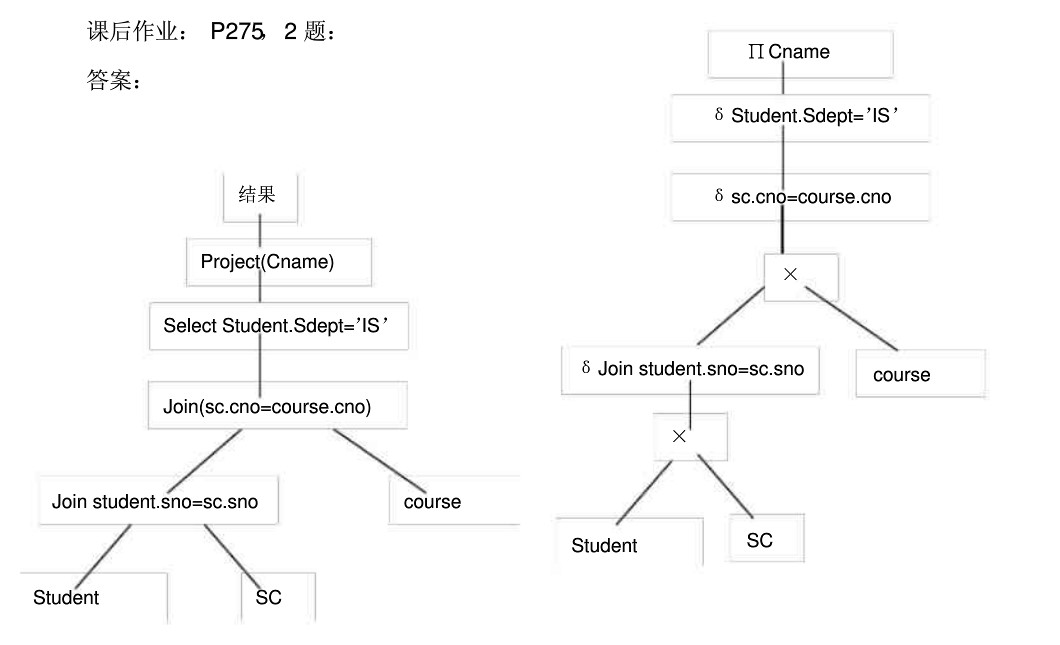 课后作业： P275，2 题：
答案：
结果
Project(Cname)
Select Student.Sdept=’IS’
Join(sc.cno=course.cno)
Join student.sno=sc.sno
course
Student
SC
∏ Cname
δ Student.Sdept=’IS’
δ sc.cno=course.cno
×
δ Join student.sno=sc.sno
course
×
Student
SC